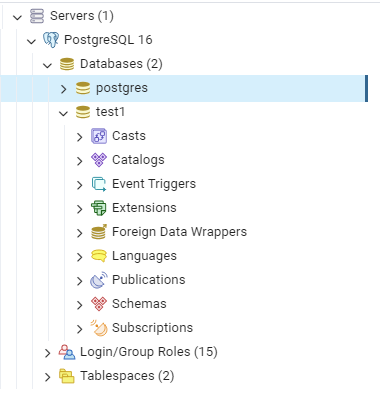 Servers (1)
PostgreSQL 16
Databases (2)
postgres
test1
Casts
Catalogs
Event Triggers
Extensions
Foreign Data Wrappers
Languages
Publications
Schemas
Subscriptions
Login/Group Roles (15)
Tablespaces (2)